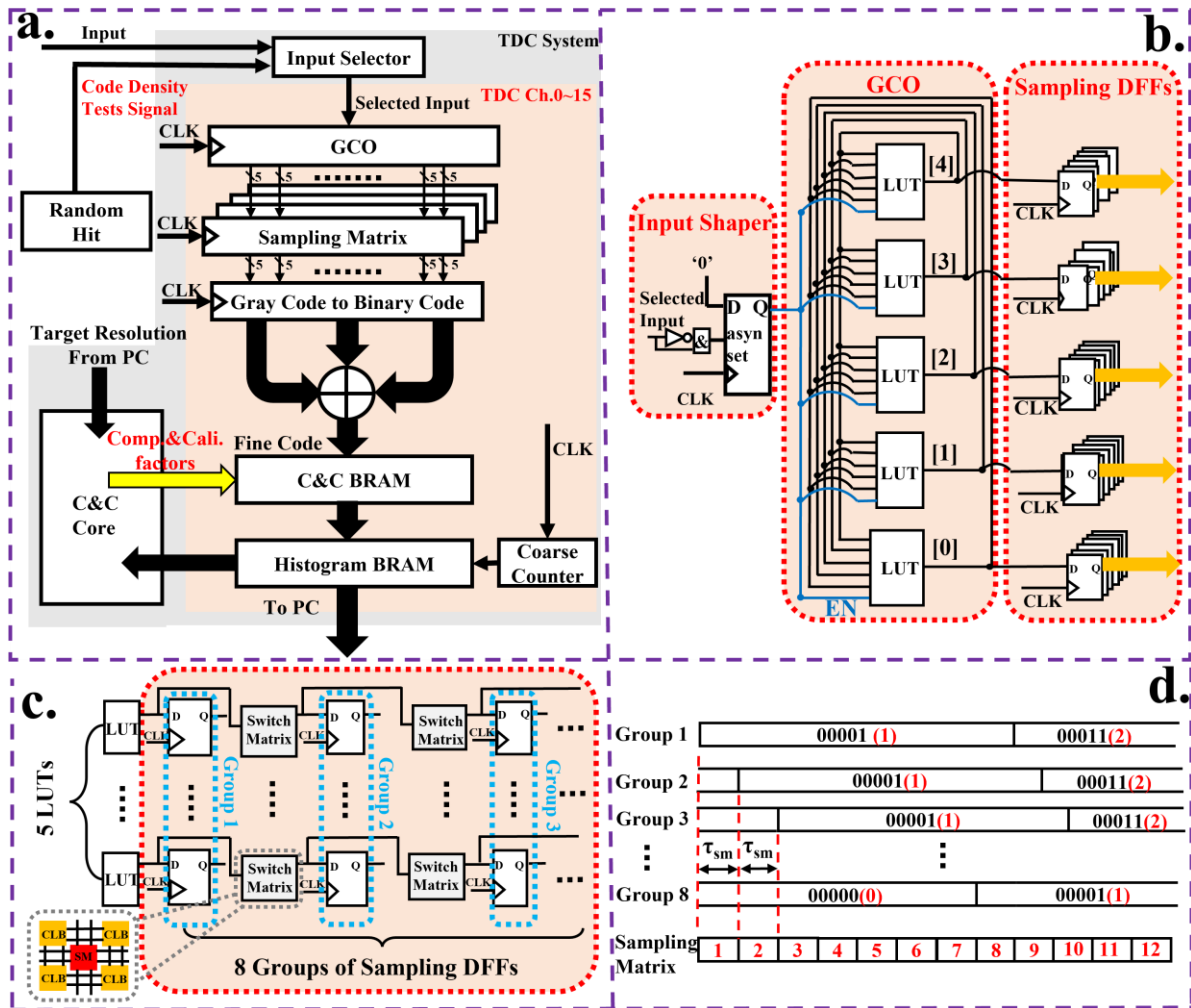 a.
Input
TDC System
Input Selector
Code Density
Tests Signal
Selected Input
TDC Ch.0~15
CLK
GCO
5 5 ....... 5 5
Random
Hit
CLK
Sampling Matrix
5 5 ....... 5 5
CLK
Gray Code to Binary Code
Target Resolution
From PC
Comp.&Cali.
factors
Fine Code
CLK
C&C BRAM
C&C
Core
Histogram BRAM
Coarse
Counter
To PC
b.
GCO
Sampling DFFs
Input Shaper
'0'
Selected
Input
&
D Q
asyn
set
CLK
LUT
[4]
D Q
CLK
LUT
[3]
D Q
Q
CLK
LUT
[2]
D Q
CLK
LUT
[1]
D Q
CLK
LUT
[0]
D Q
CLK
EN
c.
5 LUTs
LUT
D Q
CLK
Switch
Matrix
D Q
CLK
Switch
Matrix
D Q
CLK
Group 1
Group 2
Group 3
LUT
D Q
CLK
Switch
Matrix
D Q
CLK
Switch
Matrix
D Q
CLK
CLB CLB
SM
CLB CLB
8 Groups of Sampling DFFs
d.
Group 1 00001 (1) 00011(2)
Group 2 00001(1) 00011(2)
Group 3 00001(1) 00011(2)
τsm τsm
Group 8 00000(0) 00001(1)
Sampling
Matrix
1 2 3 4 5 6 7 8 9 10 11 12